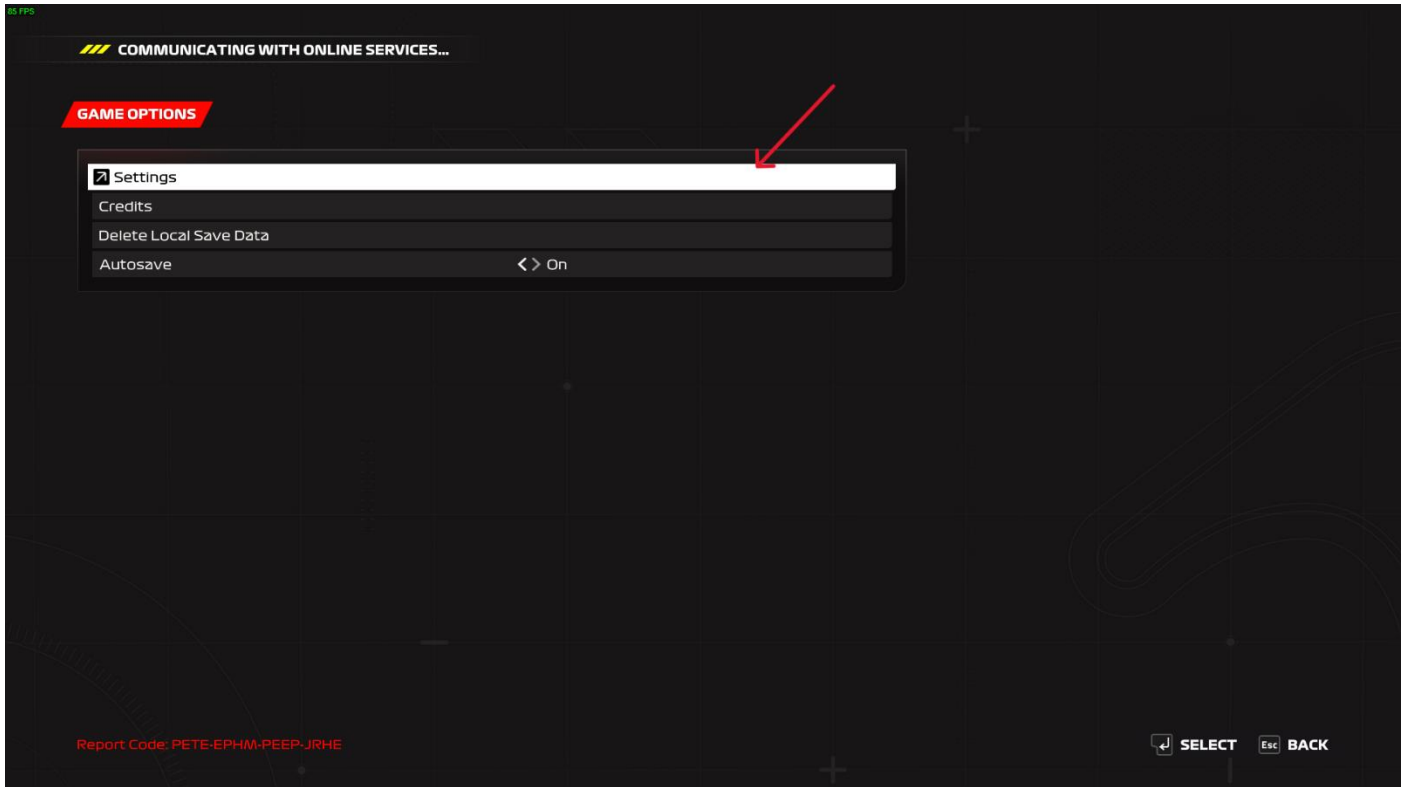 85 FPS
COMMUNICATING WITH ONLINE SERVICES...
GAME OPTIONS
Settings
Credits
Delete Local Save Data
Autosave < > On
Report Code: PETE-EPHM-PEEP-JRHE
SELECT Esc BACK